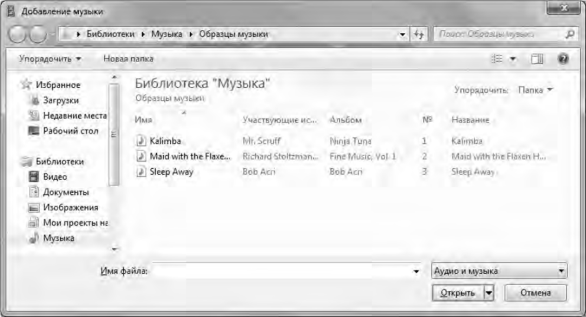 Добавление музыки
Библиотеки ▸ Музыка ▸ Образцы музыки
Поиск: Образцы музыки
Упорядочить
Новая папка
Избранное
Загрузки
Недавние места
Рабочий стол
Библиотеки
Видео
Документы
Изображения
Мои проекты на
Музыка
Библиотека "Музыка"
Образцы музыки
Упорядочить: Папка
Имя Участвующие ис... Альбом № Название
Kalimba Mr. Scruff Ninja Tuna 1 Kalimba
Maid with the Flaxe... Richard Stoltzman... Fine Music, Vol. 1 2 Maid with the Flaxen H...
Sleep Away Bob Acri Bob Acri 3 Sleep Away
Имя файла:
Аудио и музыка
Открыть
Отмена